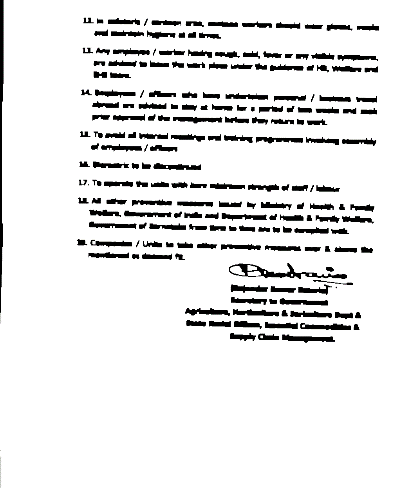 12. In cafeteria / canteen area, canteen workers should wear gloves, masks
and maintain hygiene at all times.
13. Any employee / worker having cough, cold, fever or any visible symptoms,
are advised to leave the work place under the guidance of HR, Welfare and
EHS team.
14. Employees / officers who have undertaken personal / business travel
abroad are advised to stay at home for a period of two weeks and seek
prior approval of the management before they return to work.
15. To avoid all internal meetings and training programmes involving assembly
of employees / officers
16. Biometric to be discontinued
17. To operate the units with bare minimum strength of staff / labour
18. All other preventive measures issued by Ministry of Health & Family
Welfare, Government of India and Department of Health & Family Welfare,
Government of Karnataka from time to time are to be complied with.
Companies / Units to take other preventive measures over & above the
mentioned as deemed fit.
Secretary to Government
Agriculture, Horticulture & Sericulture Dept &
State Nodal Officer, Essential Commodities &
Supply Chain Management.